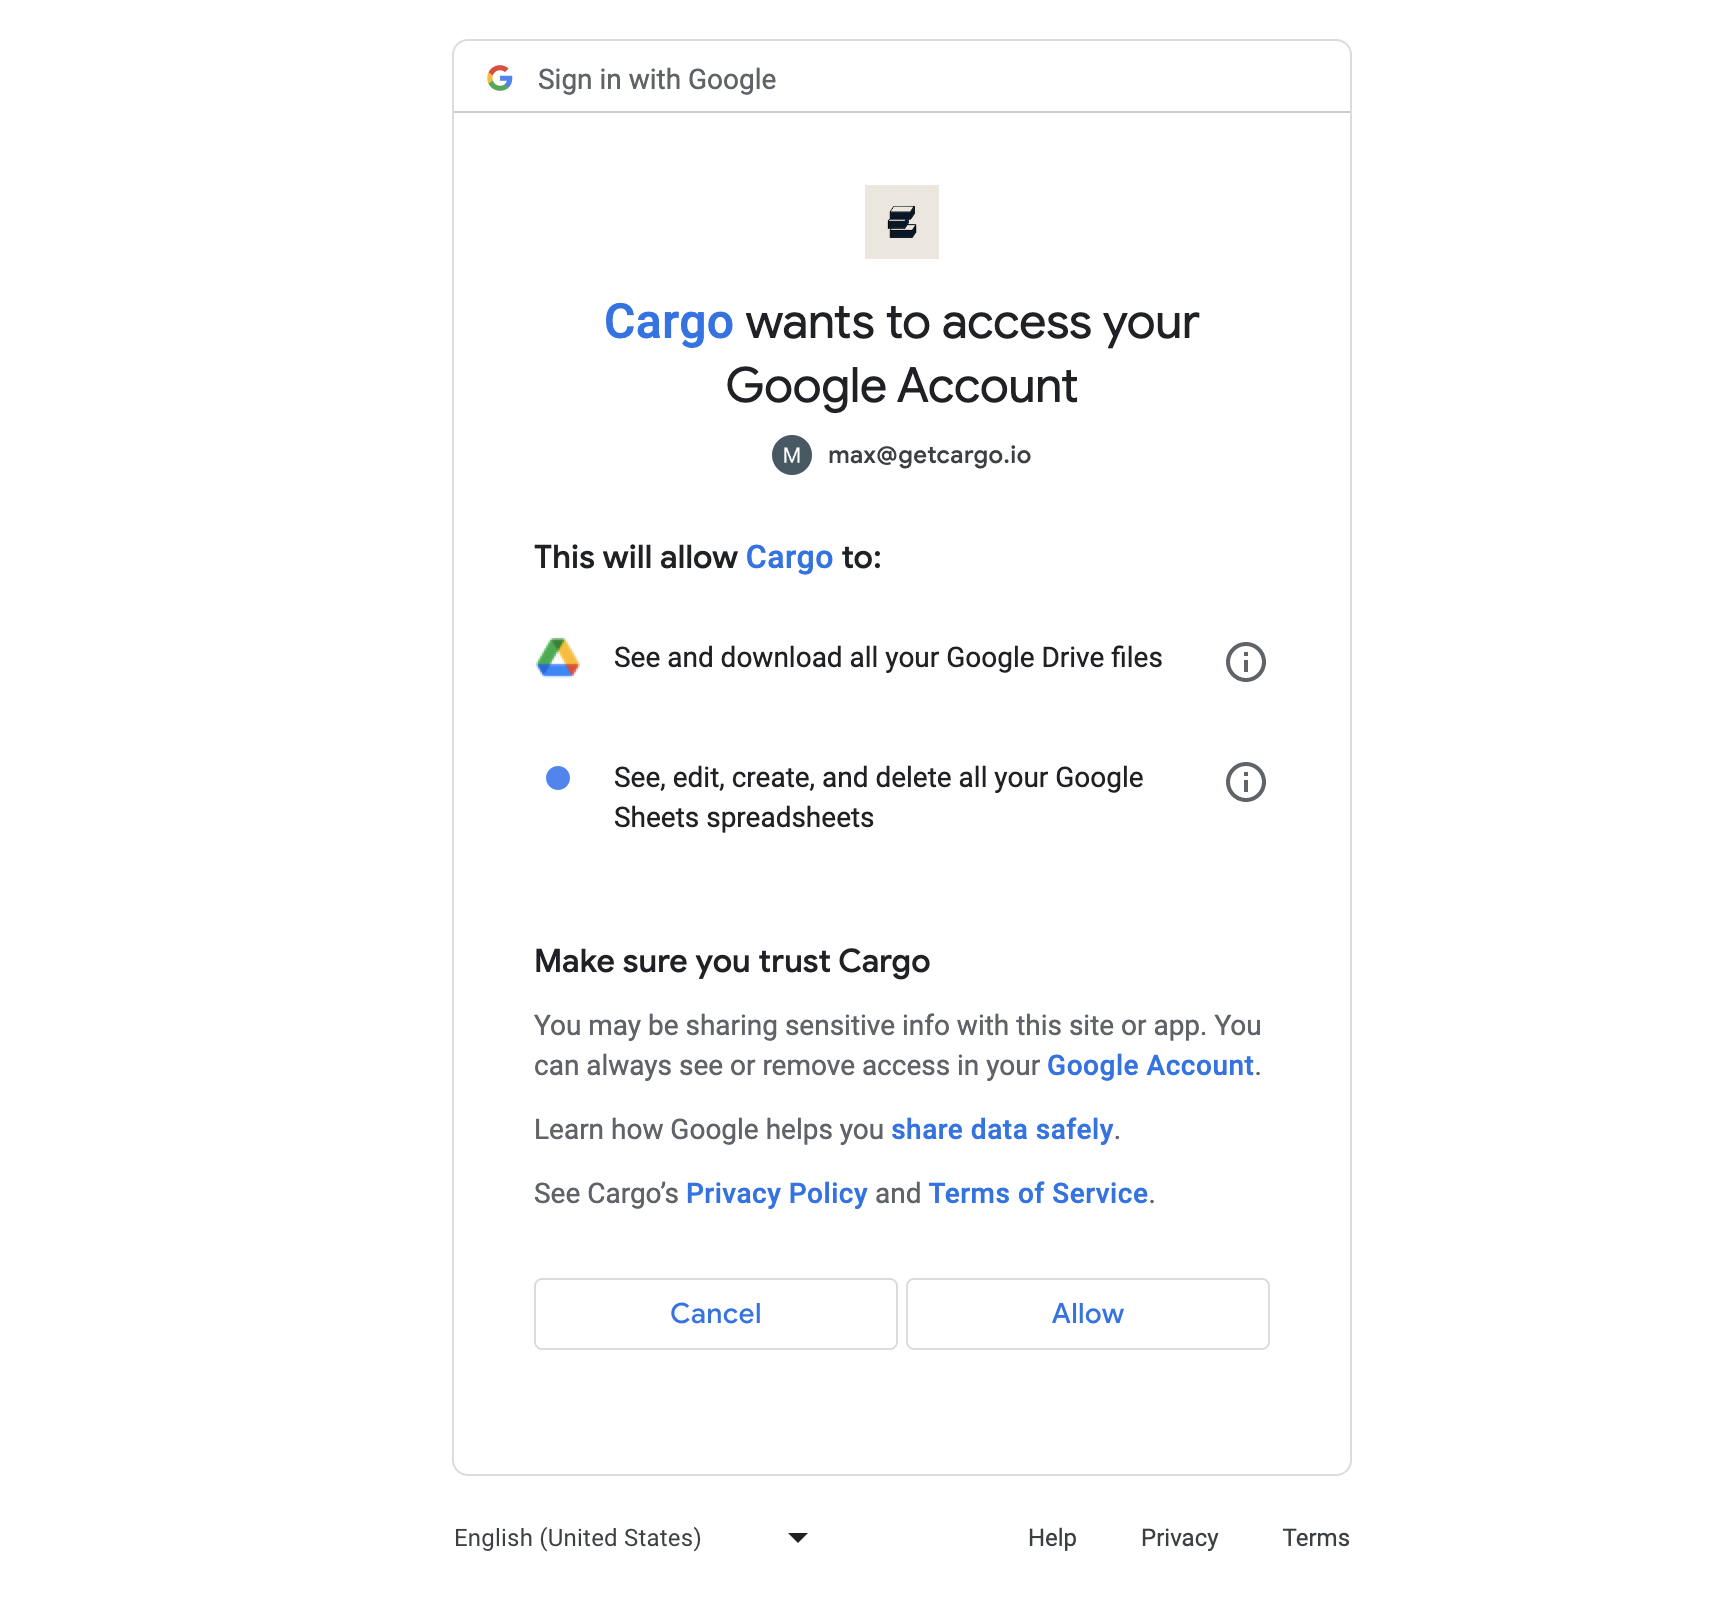 Sign in with Google
Cargo wants to access your
Google Account
M max@getcargo.io
This will allow Cargo to:
See and download all your Google Drive files
See, edit, create, and delete all your Google
Sheets spreadsheets
Make sure you trust Cargo
You may be sharing sensitive info with this site or app. You
can always see or remove access in your Google Account.
Learn how Google helps you share data safely.
See Cargo’s Privacy Policy and Terms of Service.
Cancel Allow
English (United States) Help Privacy Terms